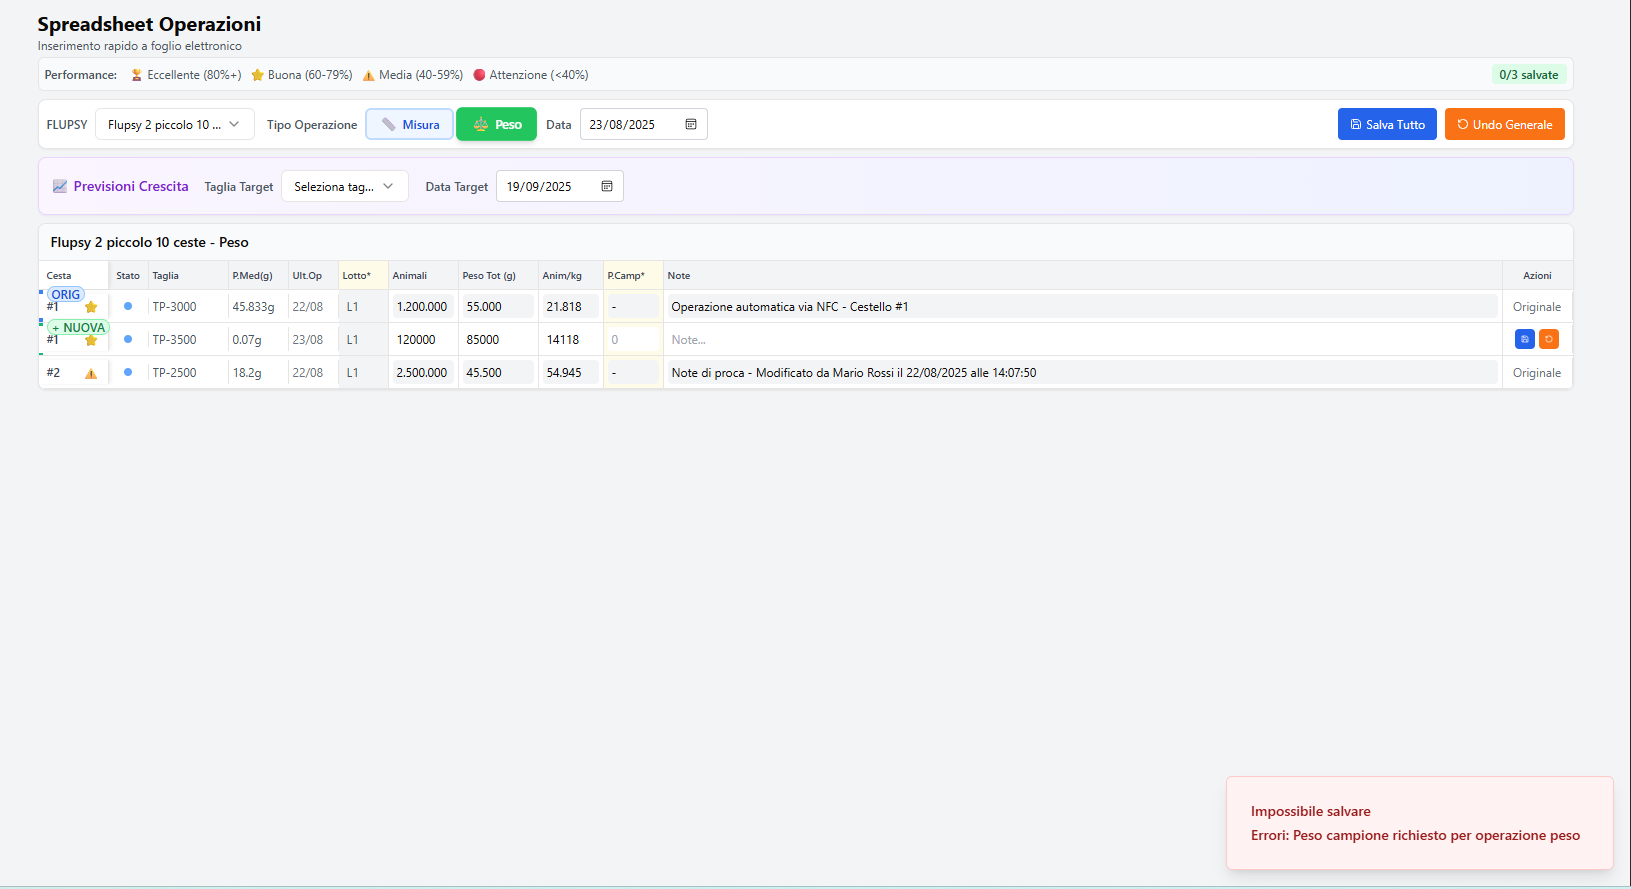 Spreadsheet Operazioni
Inserimento rapido a foglio elettronico
Performance: Eccellente (80%+) Buona (60-79%) Media (40-59%) Attenzione (<40%) 0/3 salvate
FLUPSY Flupsy 2 piccolo 10 ... Tipo Operazione Misura Peso Data 23/08/2025 Salva Tutto Undo Generale
Previsioni Crescita Taglia Target Seleziona tag... Data Target 19/09/2025
Flupsy 2 piccolo 10 ceste - Peso
Cesta Stato Taglia P.Med(g) Ult.Op Lotto* Animali Peso Tot (g) Anim/kg P.Camp* Note Azioni
ORIG
#1 TP-3000 45.833g 22/08 L1 1.200.000 55.000 21.818 - Operazione automatica via NFC - Cestello #1 Originale
+ NUOVA
#1 TP-3500 0.07g 23/08 L1 120000 85000 14118 0 Note...
#2 TP-2500 18.2g 22/08 L1 2.500.000 45.500 54.945 - Note di proca - Modificato da Mario Rossi il 22/08/2025 alle 14:07:50 Originale
Impossibile salvare
Errori: Peso campione richiesto per operazione peso